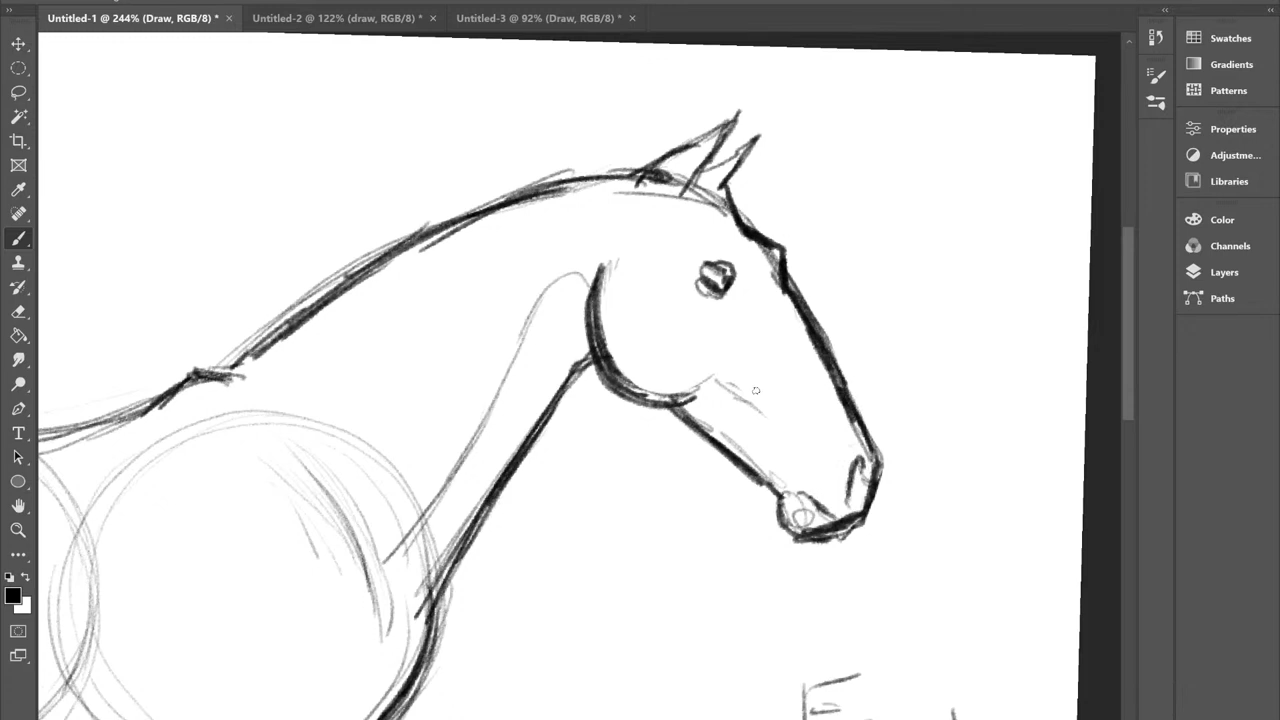 Untitled-1 @ 244% (Draw, RGB/8) * ×
Untitled-2 @ 122% (draw, RGB/8) * ×
Untitled-3 @ 92% (Draw, RGB/8) * ×
Swatches
Gradients
Patterns
Properties
Adjustme...
Libraries
Color
Channels
Layers
Paths